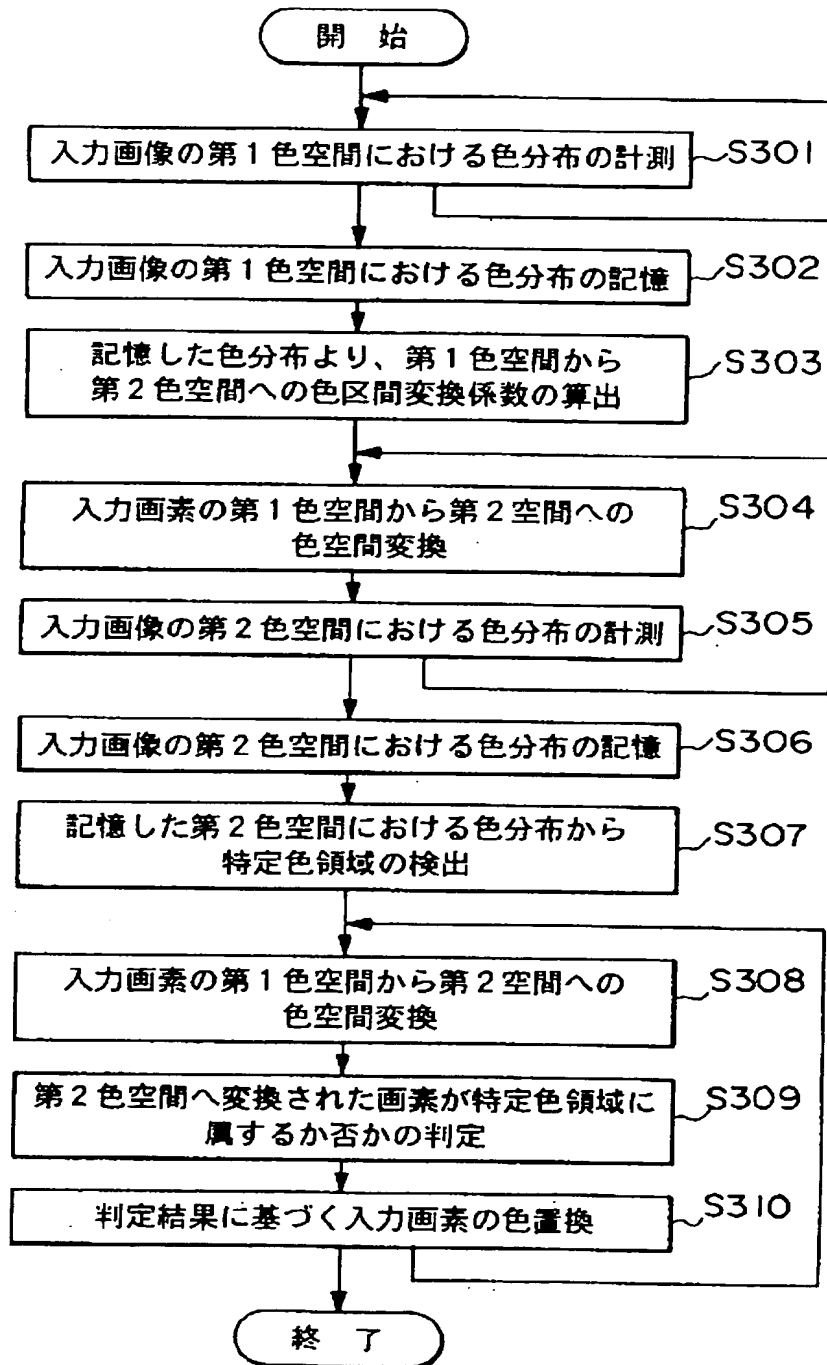 開 始
入力画像の第1色空間における色分布の計測
S301
入力画像の第1色空間における色分布の記憶
S302
記憶した色分布より、第1色空間から
第2色空間への色区間変換係数の算出
S303
入力画素の第1色空間から第2空間への
色空間変換
S304
入力画像の第2色空間における色分布の計測
S305
入力画像の第2色空間における色分布の記憶
S306
記憶した第2色空間における色分布から
特定色領域の検出
S307
入力画素の第1色空間から第2空間への
色空間変換
S308
第2色空間へ変換された画素が特定色領域に
属するか否かの判定
S309
判定結果に基づく入力画素の色置換
S310
終 了